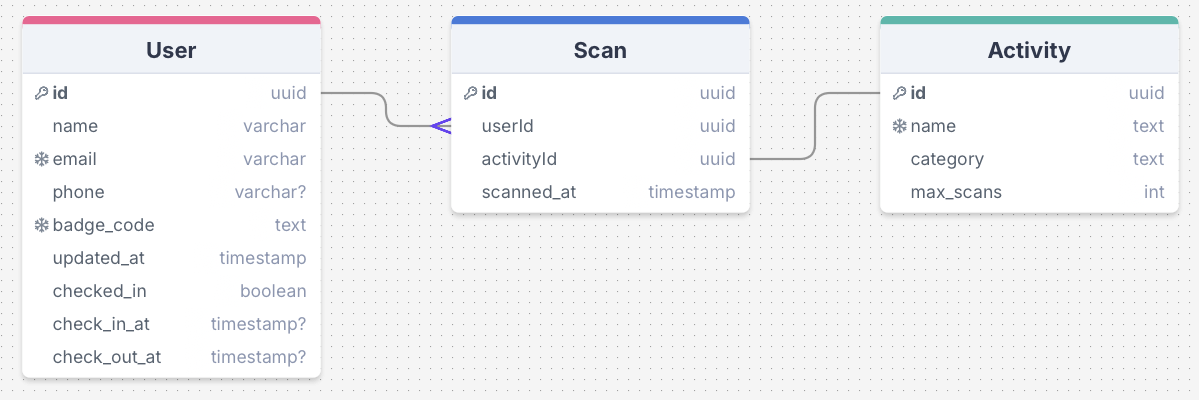 User
id uuid
name varchar
email varchar
phone varchar?
badge_code text
updated_at timestamp
checked_in boolean
check_in_at timestamp?
check_out_at timestamp?
Scan
id uuid
userId uuid
activityId uuid
scanned_at timestamp
Activity
id uuid
name text
category text
max_scans int